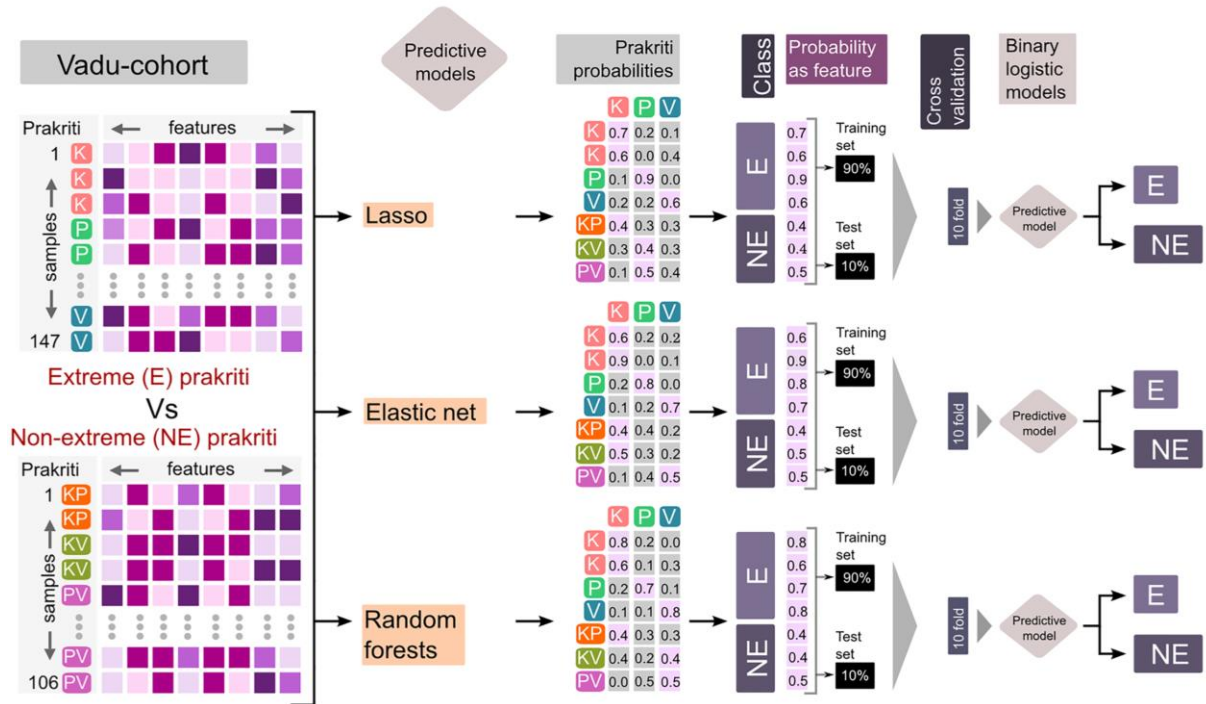 Vadu-cohort
Predictive
models
Prakriti
probabilities
Class
Probability
as feature
Cross
validation
Binary
logistic
models
Prakriti ← features →
1 K
K
K
P
P
V
147 V
samples
Extreme (E) prakriti
Vs
Non-extreme (NE) prakriti
Prakriti ← features →
1 KP
KP
KV
KV
PV
PV
106 PV
samples
Lasso
K P V
K 0.7 0.2 0.1
K 0.6 0.0 0.4
P 0.1 0.9 0.0
V 0.2 0.2 0.6
KP 0.4 0.3 0.3
KV 0.3 0.4 0.3
PV 0.1 0.5 0.4
E
NE
0.7
0.6
0.9
0.6
0.4
0.4
0.5
Training
set
90%
Test
set
10%
10 fold
Predictive
model
E
NE
Elastic net
K P V
K 0.6 0.2 0.2
K 0.9 0.0 0.1
P 0.2 0.8 0.0
V 0.1 0.2 0.7
KP 0.4 0.4 0.2
KV 0.5 0.3 0.2
PV 0.1 0.4 0.5
E
NE
0.6
0.9
0.8
0.7
0.4
0.5
0.5
Training
set
90%
Test
set
10%
10 fold
Predictive
model
E
NE
Random
forests
K P V
K 0.8 0.2 0.0
K 0.6 0.1 0.3
P 0.2 0.7 0.1
V 0.1 0.1 0.8
KP 0.4 0.3 0.3
KV 0.4 0.2 0.4
PV 0.0 0.5 0.5
E
NE
0.8
0.6
0.7
0.8
0.4
0.4
0.5
Training
set
90%
Test
set
10%
10 fold
Predictive
model
E
NE